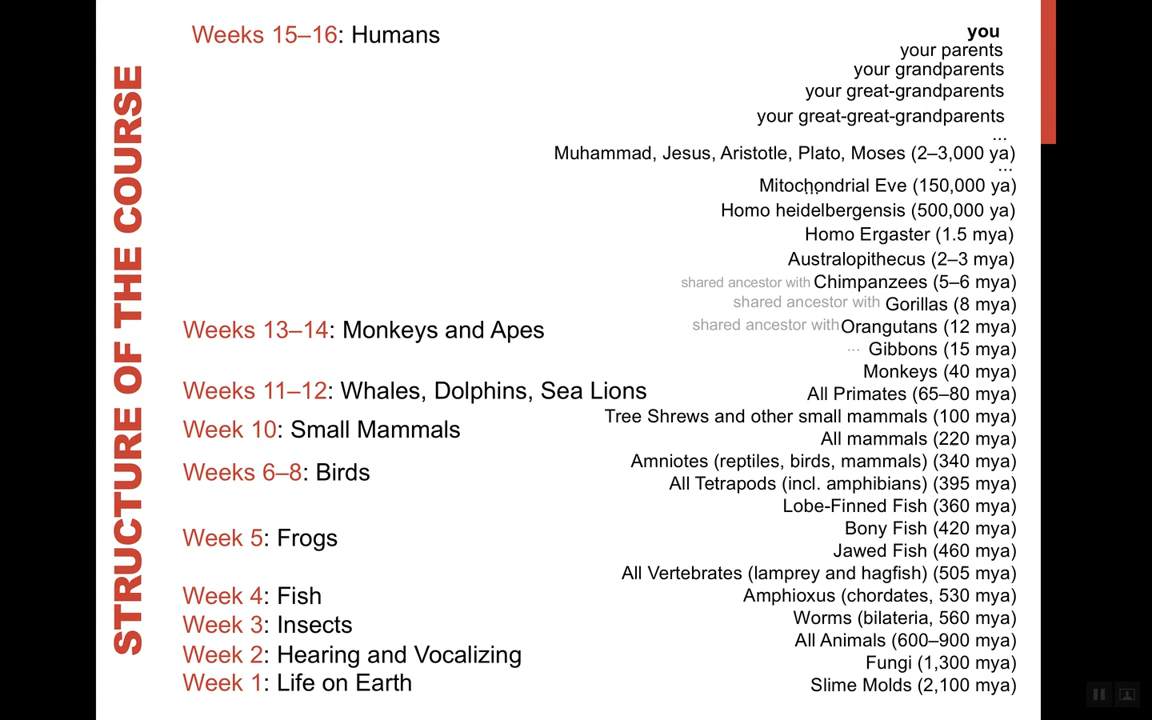 STRUCTURE OF THE COURSE
Weeks 15–16: Humans
Weeks 13–14: Monkeys and Apes
Weeks 11–12: Whales, Dolphins, Sea Lions
Week 10: Small Mammals
Weeks 6–8: Birds
Week 5: Frogs
Week 4: Fish
Week 3: Insects
Week 2: Hearing and Vocalizing
Week 1: Life on Earth
you
your parents
your grandparents
your great-grandparents
your great-great-grandparents
...
Muhammad, Jesus, Aristotle, Plato, Moses (2–3,000 ya)
...
Mitochondrial Eve (150,000 ya)
Homo heidelbergensis (500,000 ya)
Homo Ergaster (1.5 mya)
Australopithecus (2–3 mya)
shared ancestor with Chimpanzees (5–6 mya)
shared ancestor with Gorillas (8 mya)
shared ancestor with Orangutans (12 mya)
... Gibbons (15 mya)
Monkeys (40 mya)
All Primates (65–80 mya)
Tree Shrews and other small mammals (100 mya)
All mammals (220 mya)
Amniotes (reptiles, birds, mammals) (340 mya)
All Tetrapods (incl. amphibians) (395 mya)
Lobe-Finned Fish (360 mya)
Bony Fish (420 mya)
Jawed Fish (460 mya)
All Vertebrates (lamprey and hagfish) (505 mya)
Amphioxus (chordates, 530 mya)
Worms (bilateria, 560 mya)
All Animals (600–900 mya)
Fungi (1,300 mya)
Slime Molds (2,100 mya)